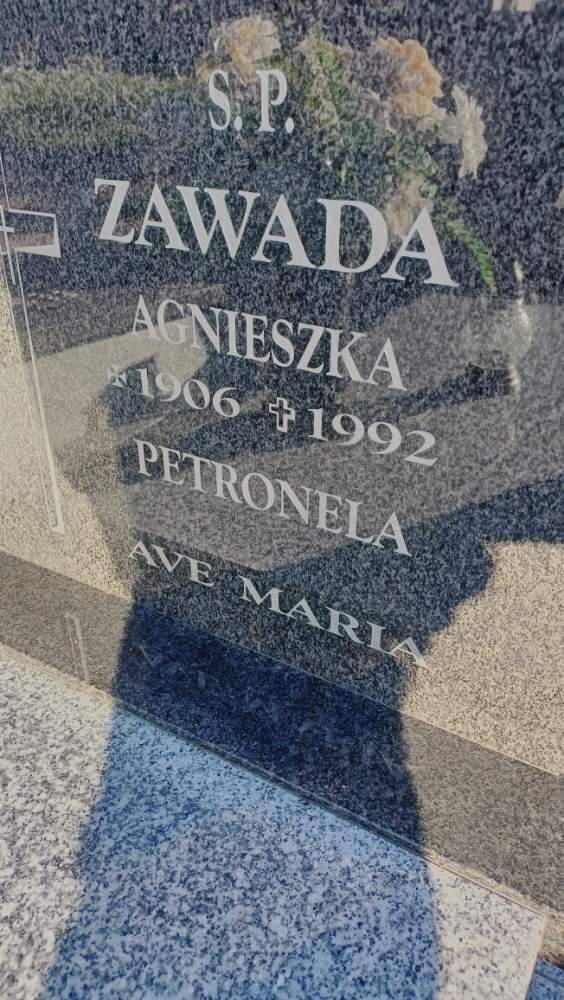 S.P.
ZAWADA
AGNIESZKA
*1906 ✝1992
PETRONELA
AVE MARIA